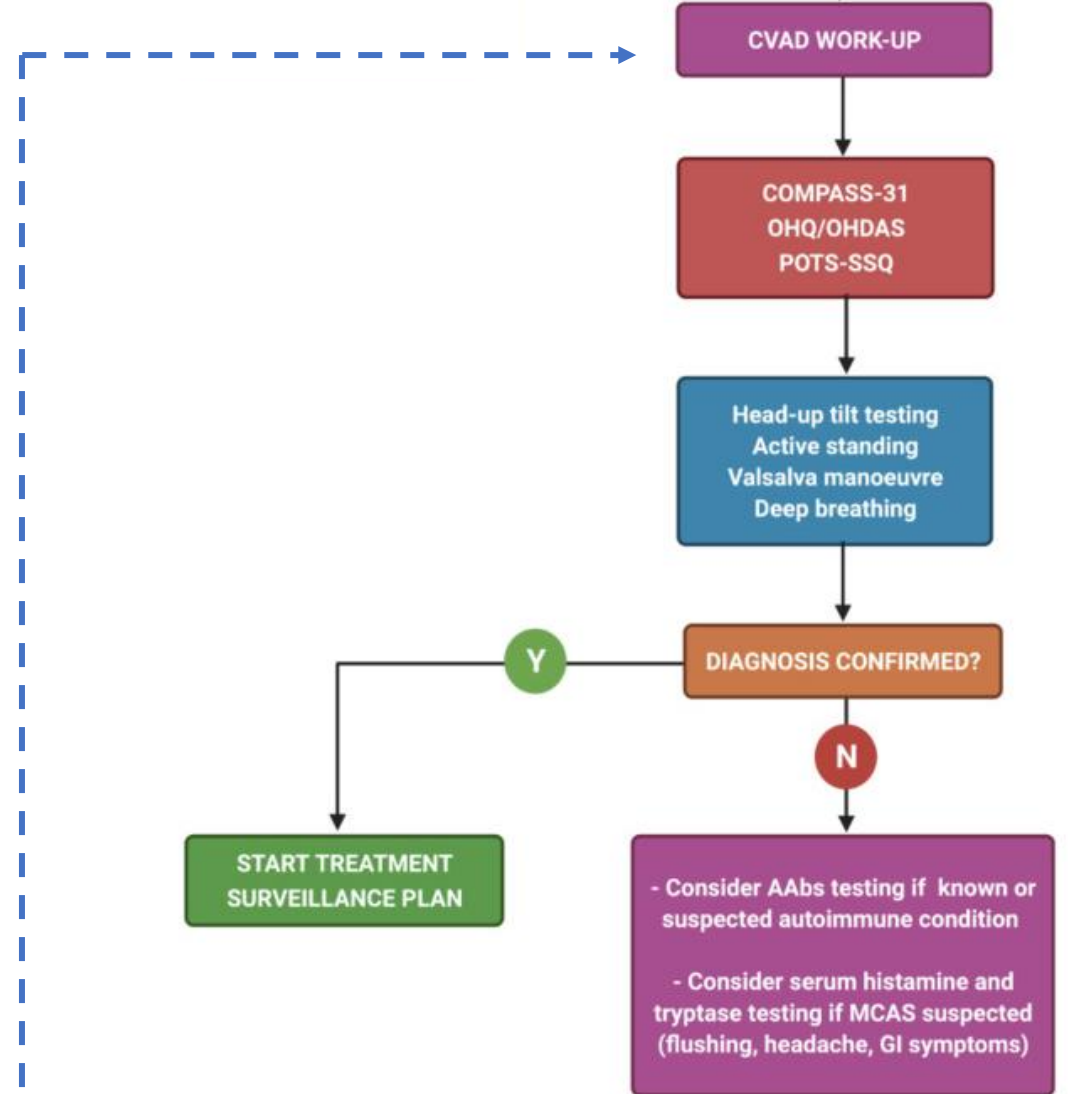 CVAD WORK-UP
COMPASS-31
OHQ/OHDAS
POTS-SSQ
Head-up tilt testing
Active standing
Valsalva manoeuvre
Deep breathing
DIAGNOSIS CONFIRMED?
Y
N
START TREATMENT
SURVEILLANCE PLAN
- Consider AAbs testing if known or
suspected autoimmune condition
- Consider serum histamine and
tryptase testing if MCAS suspected
(flushing, headache, GI symptoms)